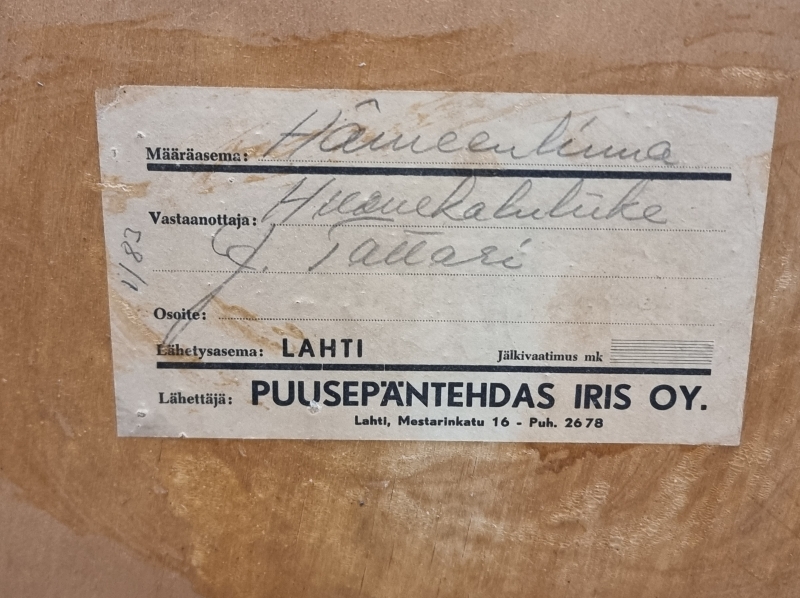 Määräasema: Hämeenlinna
Vastaanottaja: Huonekaluliike
J. Tattari
Osoite:
Lähetysasema: LAHTI Jälkivaatimus mk
Lähettäjä: PUUSEPÄNTEHDAS IRIS OY.
Lahti, Mestarinkatu 16 - Puh. 2678
1/83